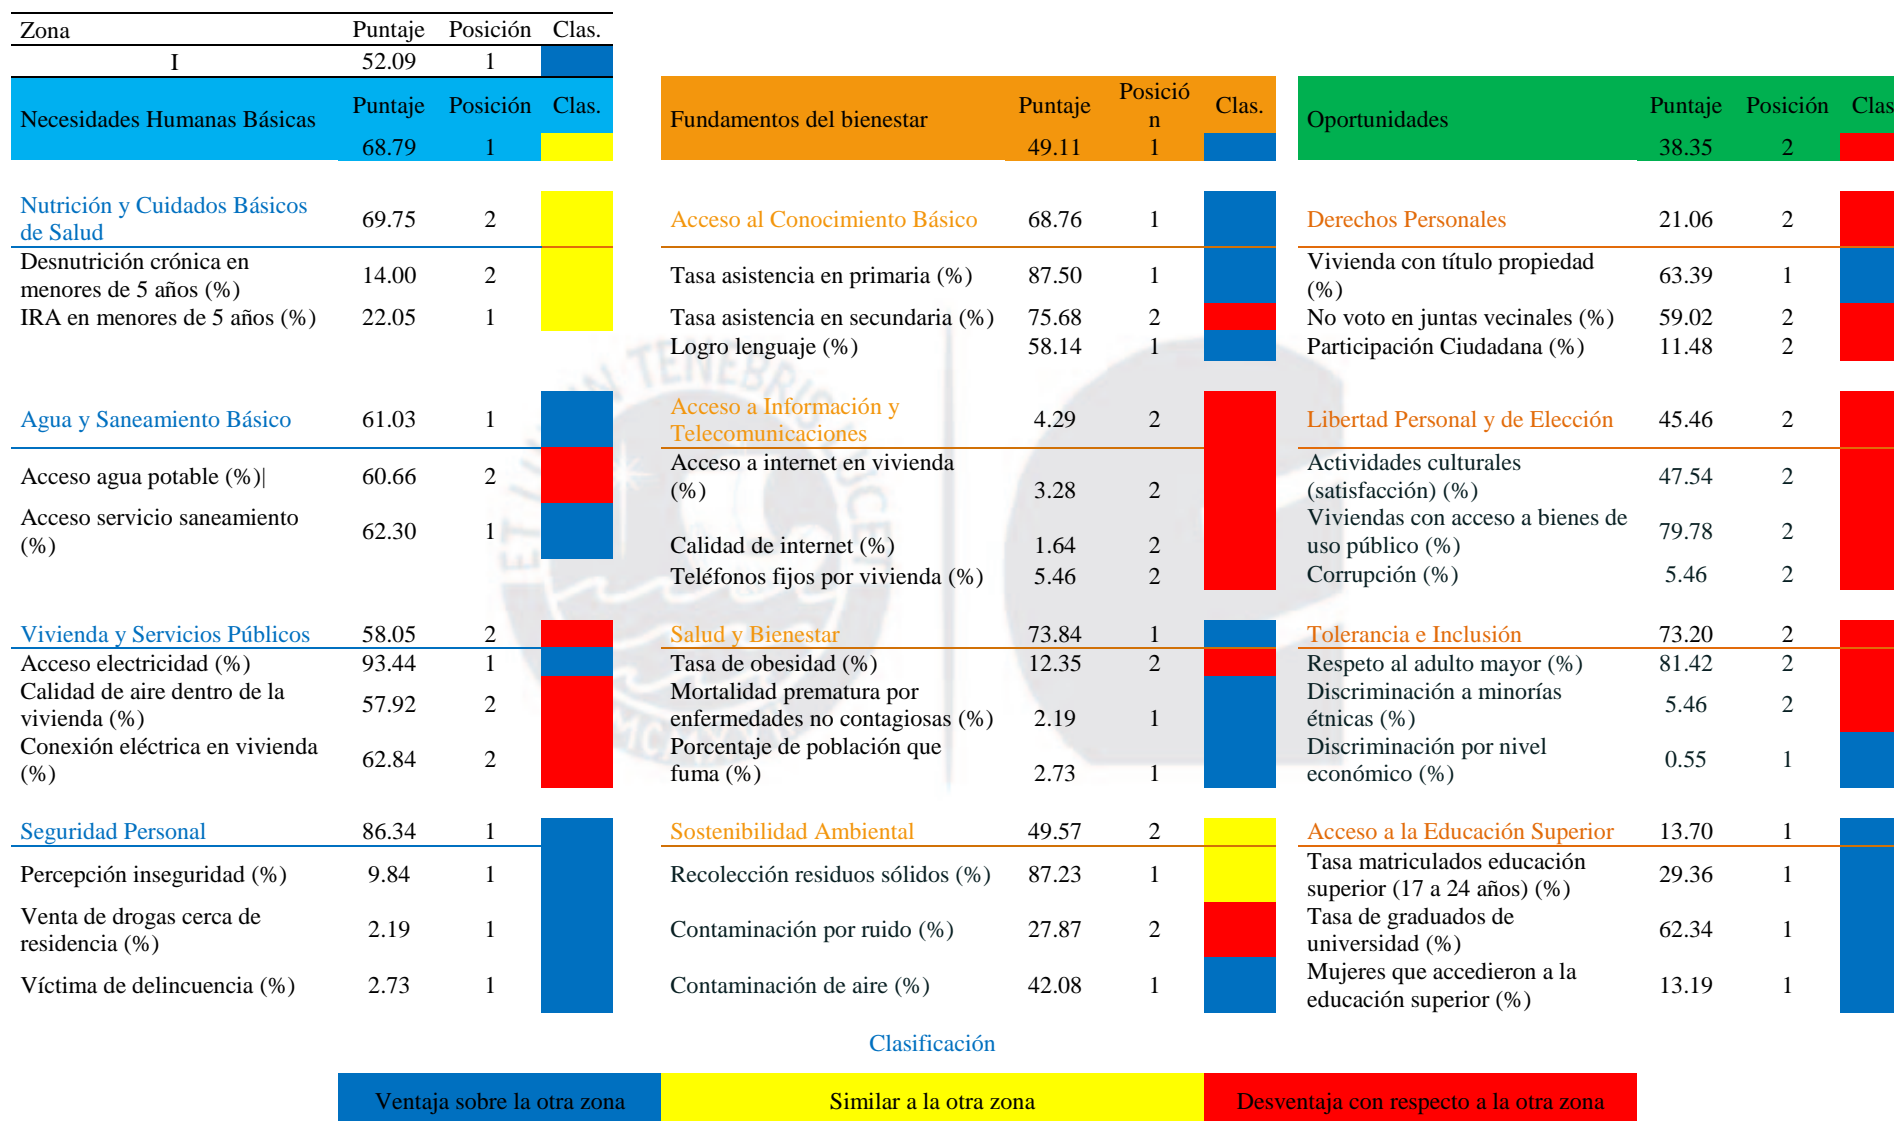 Zona Puntaje Posición Clas.
I 52.09 1
Necesidades Humanas Básicas Puntaje Posición Clas.
68.79 1
Nutrición y Cuidados Básicos
de Salud 69.75 2
Desnutrición crónica en
menores de 5 años (%) 14.00 2
IRA en menores de 5 años (%) 22.05 1
Agua y Saneamiento Básico 61.03 1
Acceso agua potable (%)| 60.66 2
Acceso servicio saneamiento
(%) 62.30 1
Vivienda y Servicios Públicos 58.05 2
Acceso electricidad (%) 93.44 1
Calidad de aire dentro de la
vivienda (%) 57.92 2
Conexión eléctrica en vivienda
(%) 62.84 2
Seguridad Personal 86.34 1
Percepción inseguridad (%) 9.84 1
Venta de drogas cerca de
residencia (%) 2.19 1
Víctima de delincuencia (%) 2.73 1
Fundamentos del bienestar Puntaje Posició
n Clas.
49.11 1
Acceso al Conocimiento Básico 68.76 1
Tasa asistencia en primaria (%) 87.50 1
Tasa asistencia en secundaria (%) 75.68 2
Logro lenguaje (%) 58.14 1
Acceso a Información y
Telecomunicaciones 4.29 2
Acceso a internet en vivienda
(%) 3.28 2
Calidad de internet (%) 1.64 2
Teléfonos fijos por vivienda (%) 5.46 2
Salud y Bienestar 73.84 1
Tasa de obesidad (%) 12.35 2
Mortalidad prematura por
enfermedades no contagiosas (%) 2.19 1
Porcentaje de población que
fuma (%) 2.73 1
Sostenibilidad Ambiental 49.57 2
Recolección residuos sólidos (%) 87.23 1
Contaminación por ruido (%) 27.87 2
Contaminación de aire (%) 42.08 1
Oportunidades Puntaje Posición Clas
38.35 2
Derechos Personales 21.06 2
Vivienda con título propiedad
(%) 63.39 1
No voto en juntas vecinales (%) 59.02 2
Participación Ciudadana (%) 11.48 2
Libertad Personal y de Elección 45.46 2
Actividades culturales
(satisfacción) (%) 47.54 2
Viviendas con acceso a bienes de
uso público (%) 79.78 2
Corrupción (%) 5.46 2
Tolerancia e Inclusión 73.20 2
Respeto al adulto mayor (%) 81.42 2
Discriminación a minorías
étnicas (%) 5.46 2
Discriminación por nivel
económico (%) 0.55 1
Acceso a la Educación Superior 13.70 1
Tasa matriculados educación
superior (17 a 24 años) (%) 29.36 1
Tasa de graduados de
universidad (%) 62.34 1
Mujeres que accedieron a la
educación superior (%) 13.19 1
Clasificación
Ventaja sobre la otra zona Similar a la otra zona Desventaja con respecto a la otra zona